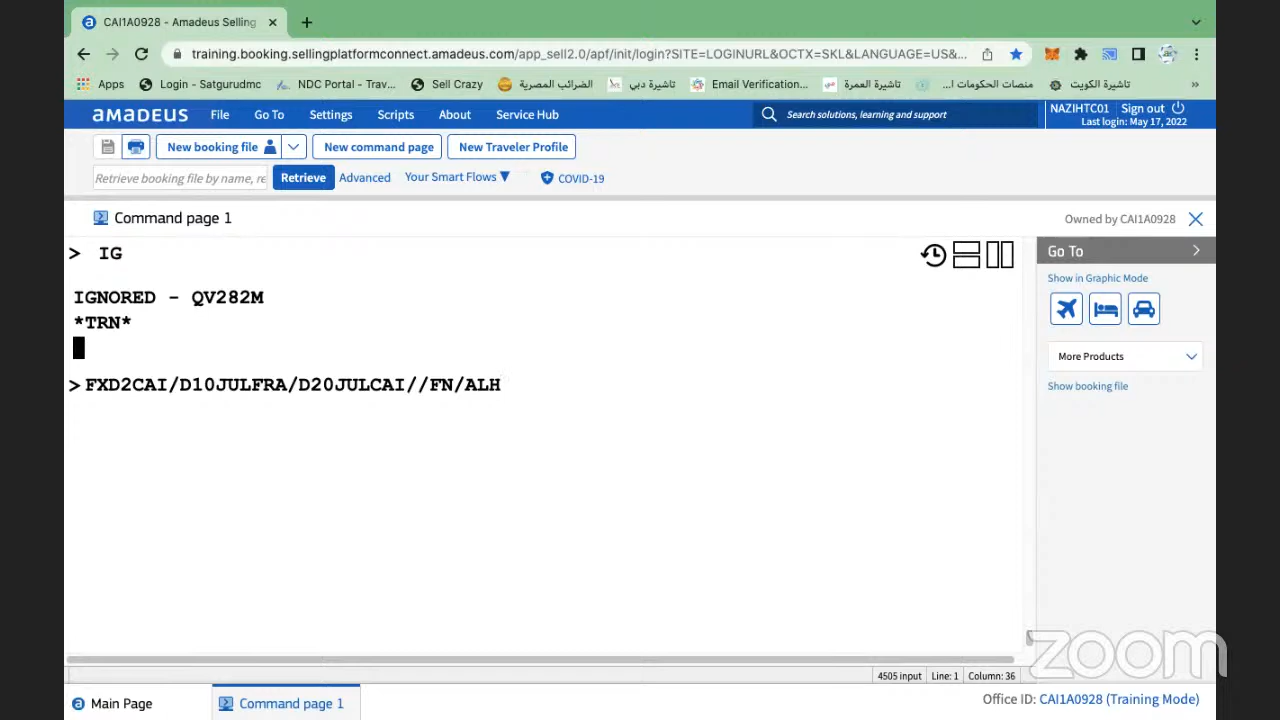 CAI1A0928 - Amadeus Selling
training.booking.sellingplatformconnect.amadeus.com/app_sell2.0/apf/init/login?SITE=LOGINURL&OCTX=SKL&LANGUAGE=US&...
Apps Login - Satgurudmc NDC Portal - Trav... Sell Crazy الضرائب المصرية تاشيرة دبي Email Verification... تاشيرة العمرة منصات الحكومات ا... تاشيرة الكويت »
amadeus File Go To Settings Scripts About Service Hub Search solutions, learning and support NAZIHTC01 Sign out
Last login: May 17, 2022
New booking file New command page New Traveler Profile
Retrieve booking file by name, re Retrieve Advanced Your Smart Flows COVID-19
Command page 1 Owned by CAI1A0928
> IG
IGNORED - QV282M
*TRN*
>FXD2CAI/D10JULFRA/D20JULCAI//FN/ALH
Go To
Show in Graphic Mode
More Products
Show booking file
zoom
4505 input Line: 1 Column: 36
Main Page Command page 1 Office ID: CAI1A0928 (Training Mode)